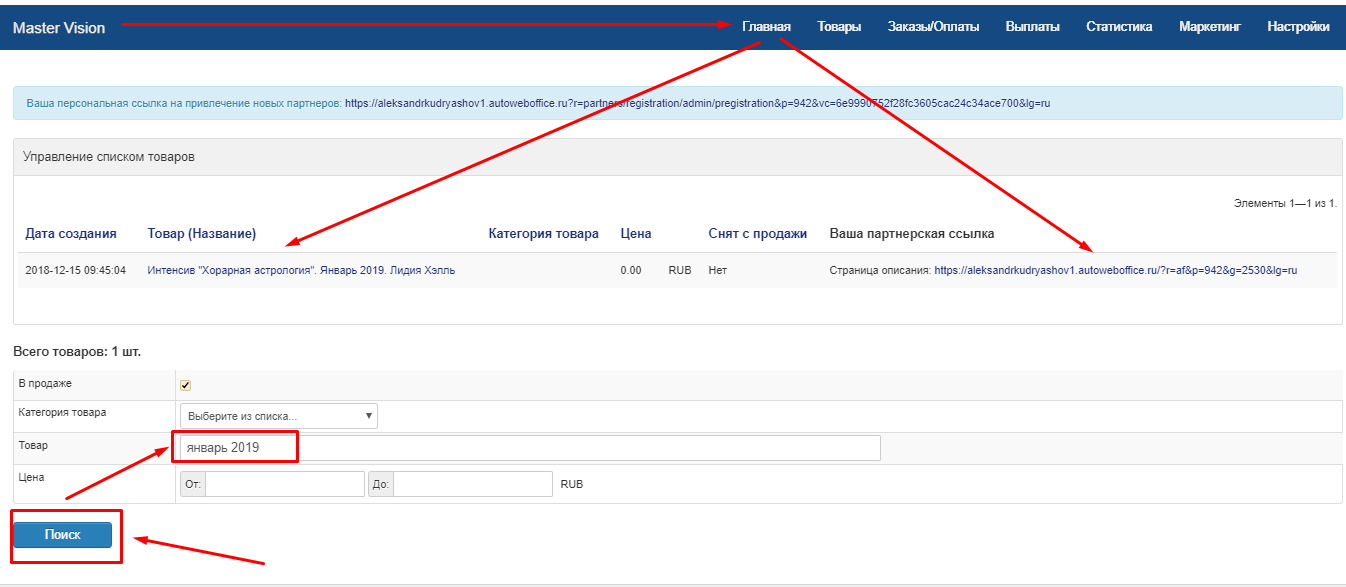 Master Vision Главная Товары Заказы/Оплаты Выплаты Статистика Маркетинг Настройки
Ваша персональная ссылка на привлечение новых партнеров: https://aleksandrkudryashov1.autoweboffice.ru?r=partners/registration/admin/pregistration&p=942&vc=6e9990752f28fc3605cac24c34ace700&lg=ru
Управление списком товаров
Элементы 1—1 из 1.
Дата создания Товар (Название) Категория товара Цена Снят с продажи Ваша партнерская ссылка
2018-12-15 09:45:04 Интенсив "Хорарная астрология". Январь 2019. Лидия Хэлль 0.00 RUB Нет Страница описания: https://aleksandrkudryashov1.autoweboffice.ru/?r=af&p=942&g=2530&lg=ru
Всего товаров: 1 шт.
В продаже
Категория товара Выберите из списка...
Товар январь 2019
Цена От: До: RUB
Поиск